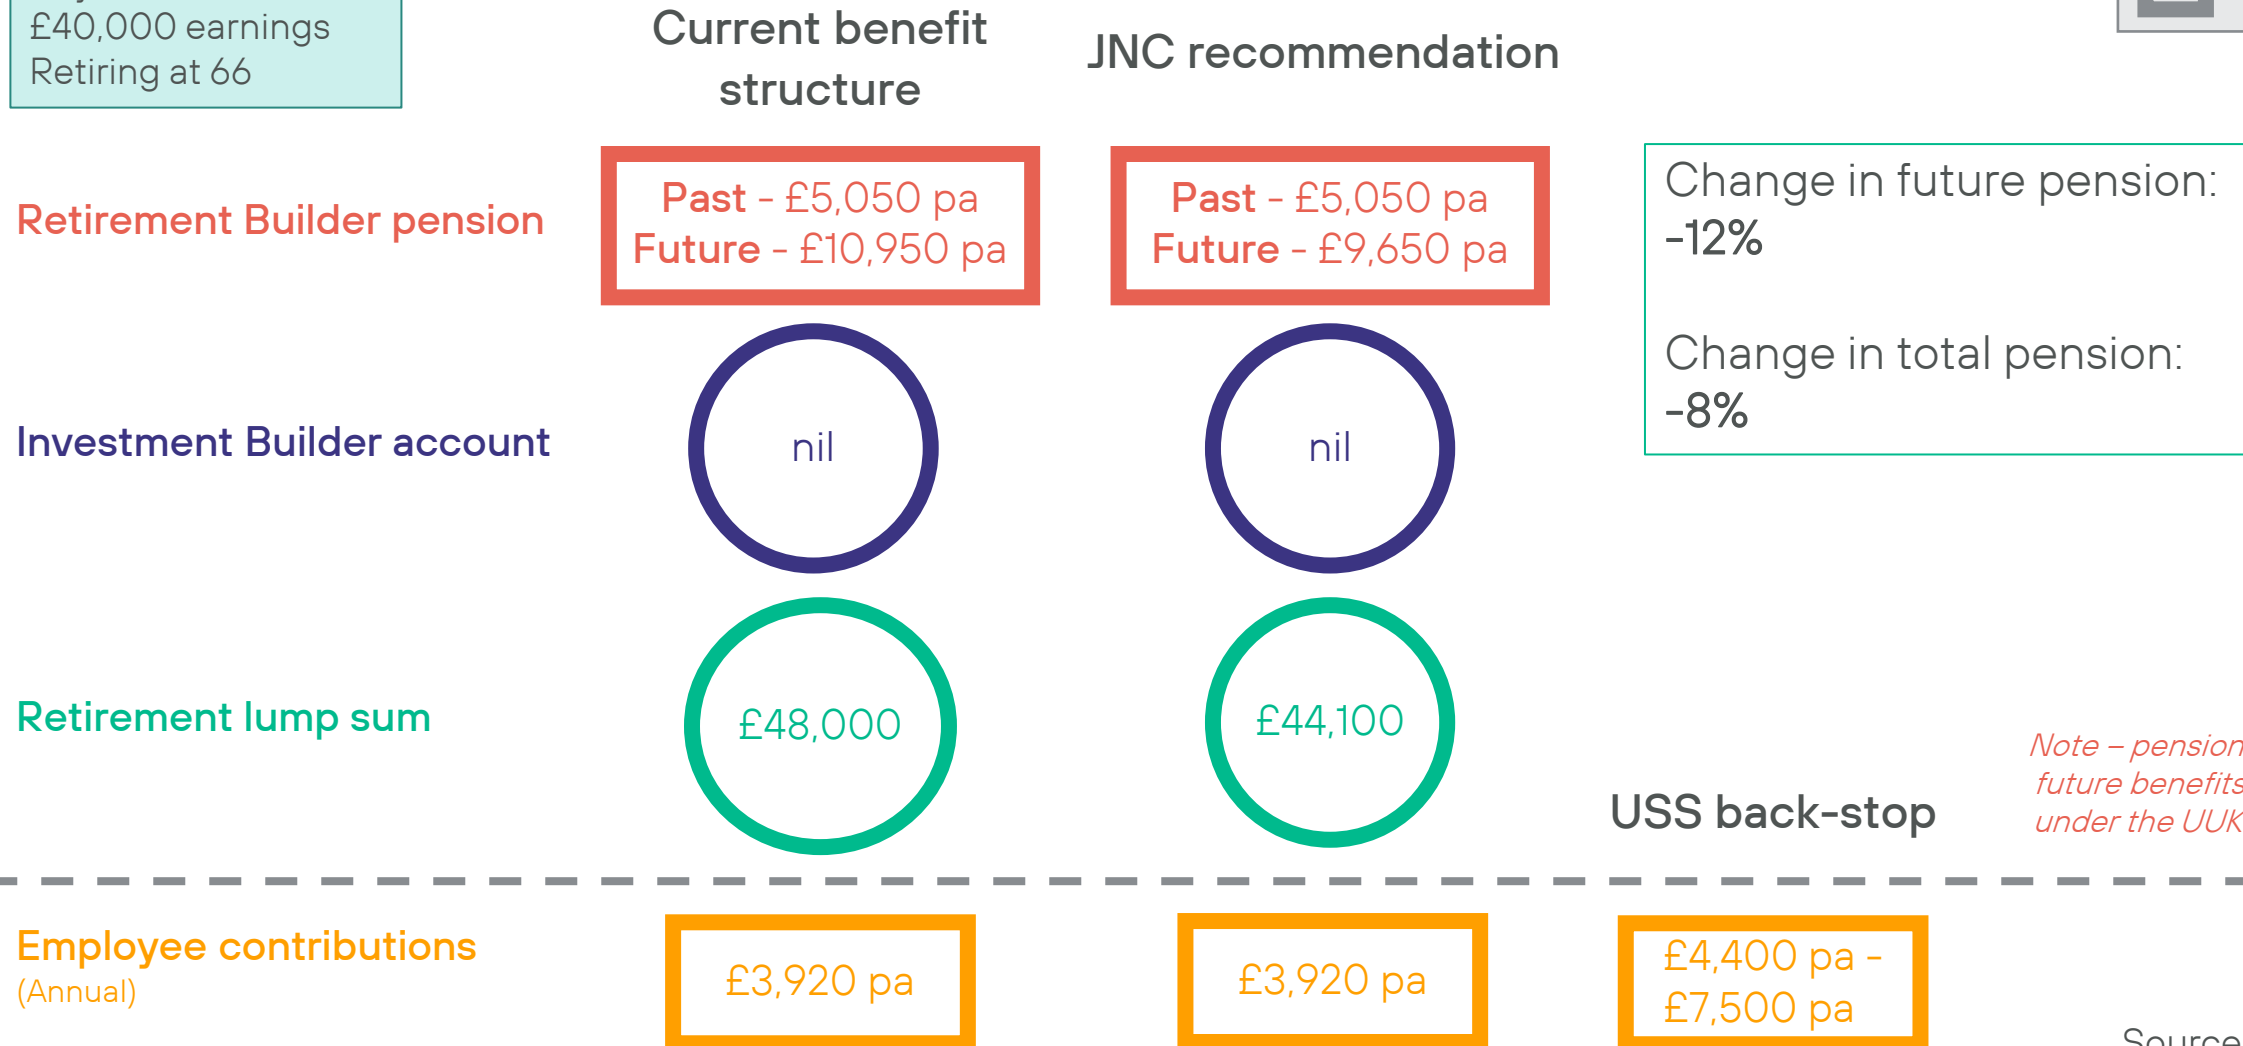 £40,000 earnings
Retiring at 66
Current benefit
structure
JNC recommendation
Retirement Builder pension
Past - £5,050 pa
Future - £10,950 pa
Past - £5,050 pa
Future - £9,650 pa
Change in future pension:
-12%
Change in total pension:
-8%
Investment Builder account
nil
nil
Retirement lump sum
£48,000
£44,100
USS back-stop
Note – pension
future benefits
under the UUK
Employee contributions
(Annual)
£3,920 pa
£3,920 pa
£4,400 pa -
£7,500 pa
Source